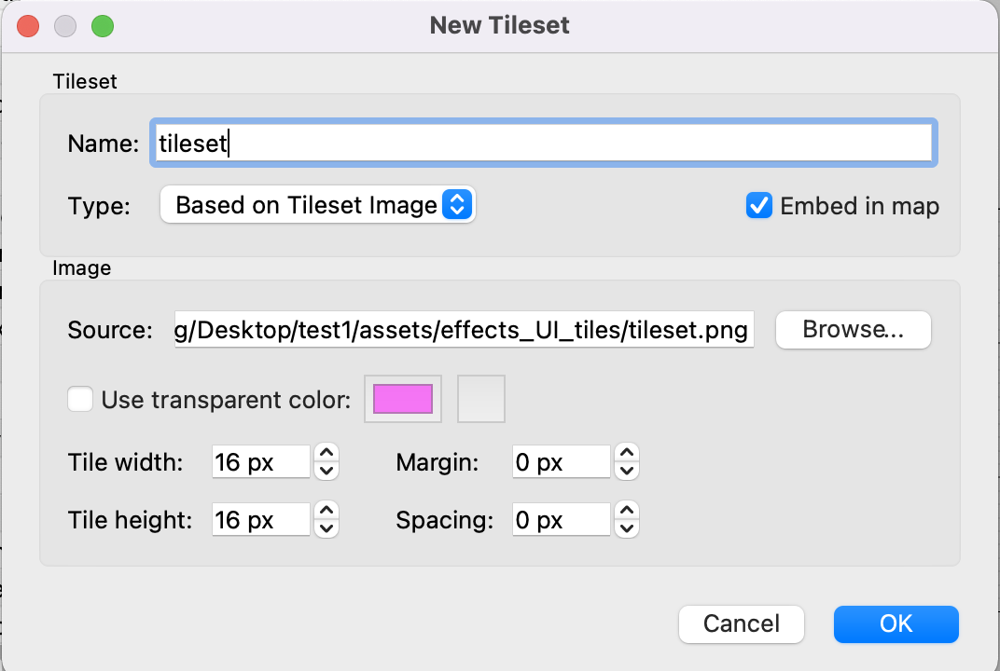 New Tileset
Tileset
Name: tileset
Type: Based on Tileset Image Embed in map
Image
Source: g/Desktop/test1/assets/effects_UI_tiles/tileset.png Browse...
Use transparent color:
Tile width: 16 px Margin: 0 px
Tile height: 16 px Spacing: 0 px
Cancel OK